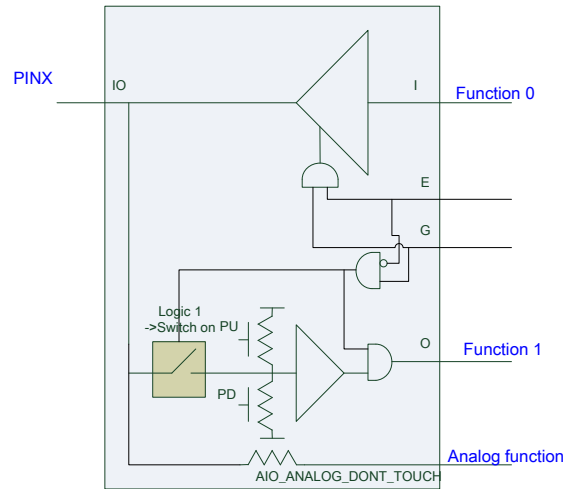 PINX
IO
I
Function 0
E
G
Logic 1
->Switch on
PU
O
Function 1
PD
Analog function
AIO_ANALOG_DONT_TOUCH